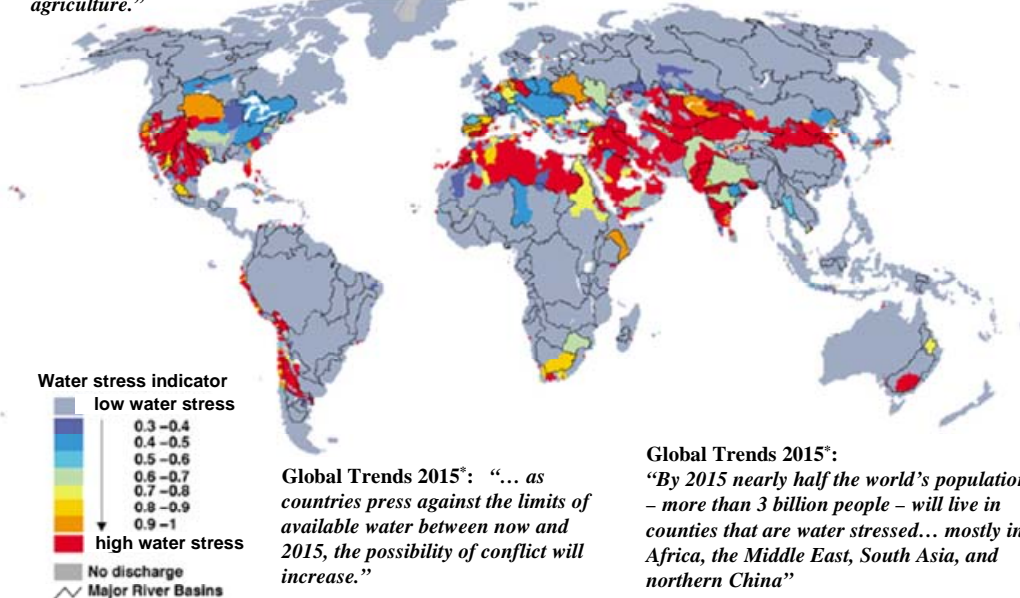 agriculture.”
Water stress indicator
low water stress
0.3 –0.4
0.4 –0.5
0.5 –0.6
0.6 –0.7
0.7 –0.8
0.8 –0.9
0.9 –1
high water stress
No discharge
Major River Basins
Global Trends 2015*: “… as
countries press against the limits of
available water between now and
2015, the possibility of conflict will
increase.”
Global Trends 2015*:
“By 2015 nearly half the world’s population
– more than 3 billion people – will live in
counties that are water stressed… mostly in
Africa, the Middle East, South Asia, and
northern China”